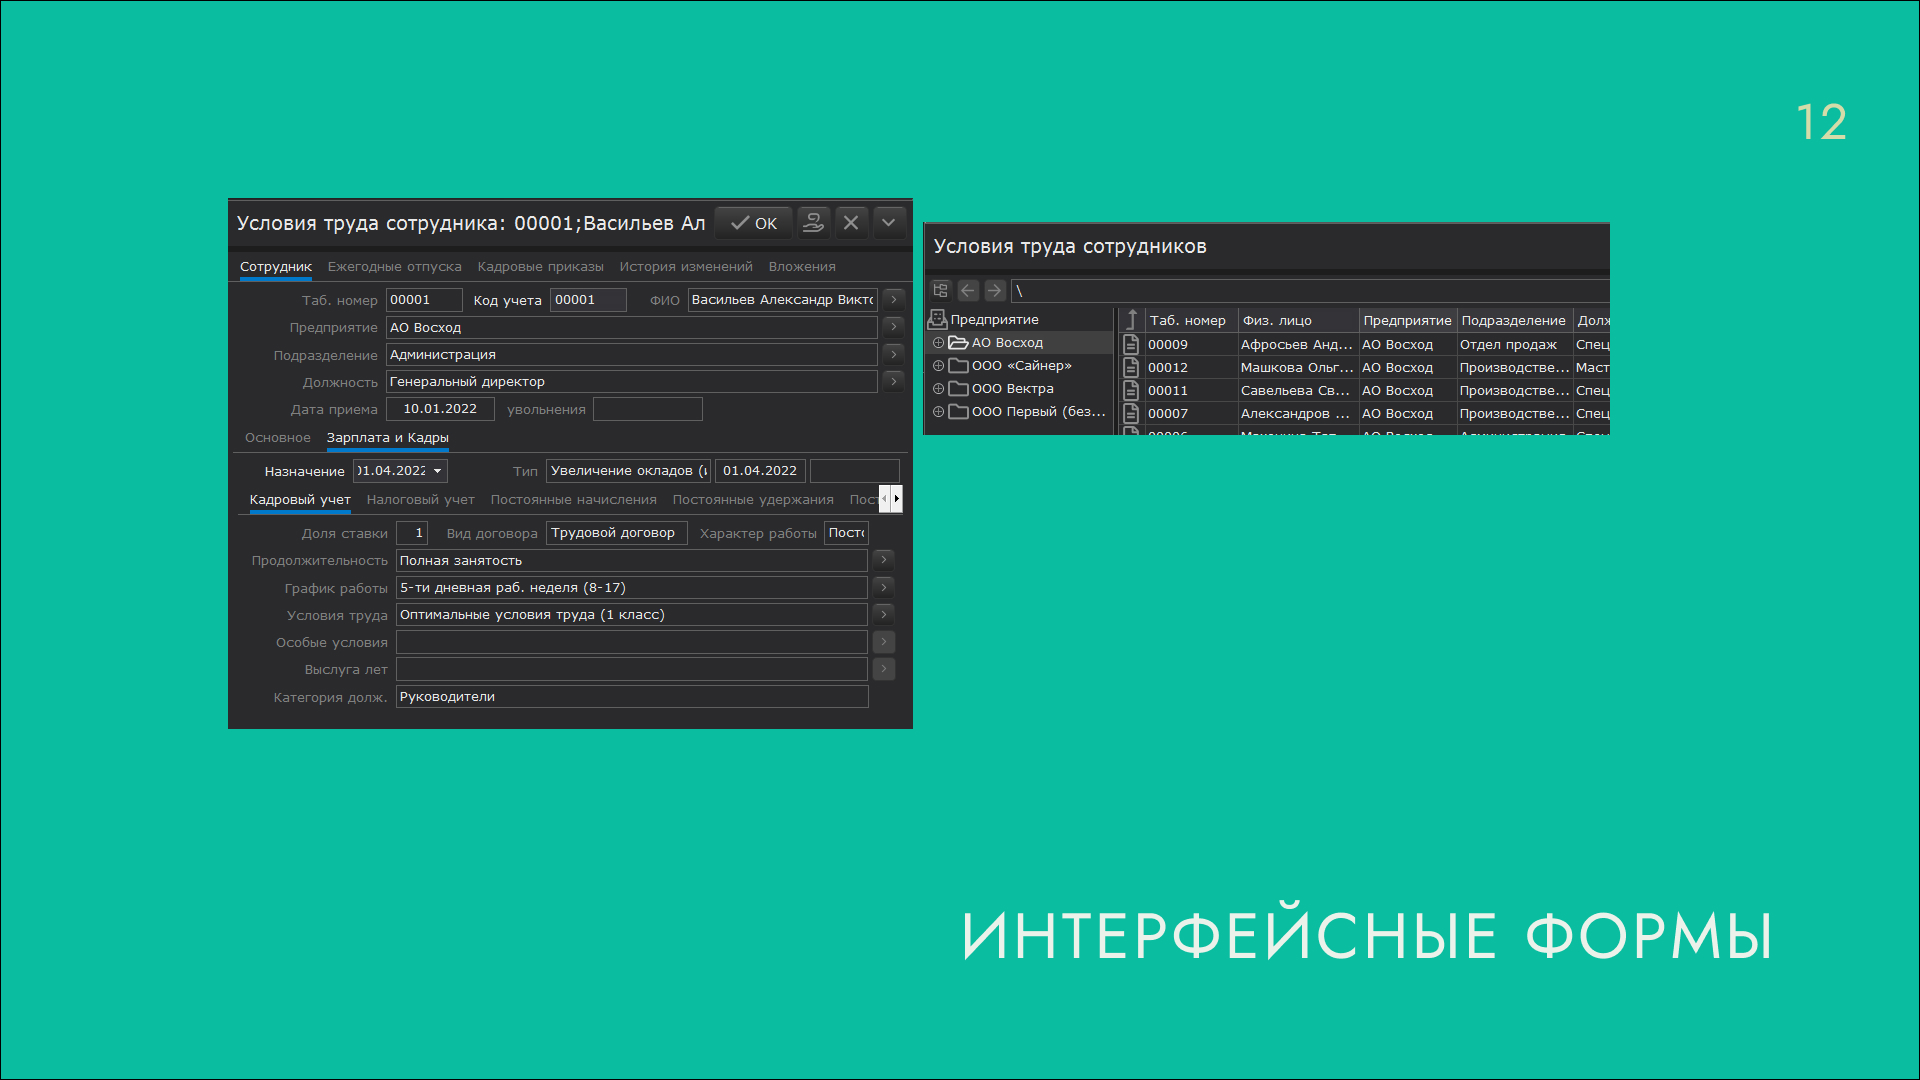 12
Условия труда сотрудника: 00001;Васильев Ал OK
Сотрудник Ежегодные отпуска Кадровые приказы История изменений Вложения
Таб. номер 00001 Код учета 00001 ФИО Васильев Александр Викто
Предприятие АО Восход
Подразделение Администрация
Должность Генеральный директор
Дата приема 10.01.2022 увольнения
Основное Зарплата и Кадры
Назначение 01.04.2022 Тип Увеличение окладов (и 01.04.2022
Кадровый учет Налоговый учет Постоянные начисления Постоянные удержания Пост
Доля ставки 1 Вид договора Трудовой договор Характер работы Посто
Продолжительность Полная занятость
График работы 5-ти дневная раб. неделя (8-17)
Условия труда Оптимальные условия труда (1 класс)
Особые условия
Выслуга лет
Категория долж. Руководители
Условия труда сотрудников
\
Предприятие
АО Восход
ООО «Сайнер»
ООО Вектра
ООО Первый (без...
Таб. номер Физ. лицо Предприятие Подразделение Долж
00009 Афросьев Анд... АО Восход Отдел продаж Спец
00012 Машкова Ольг... АО Восход Производстве... Маст
00011 Савельева Св... АО Восход Производстве... Спец
00007 Александров ... АО Восход Производстве... Спец
ИНТЕРФЕЙСНЫЕ ФОРМЫ